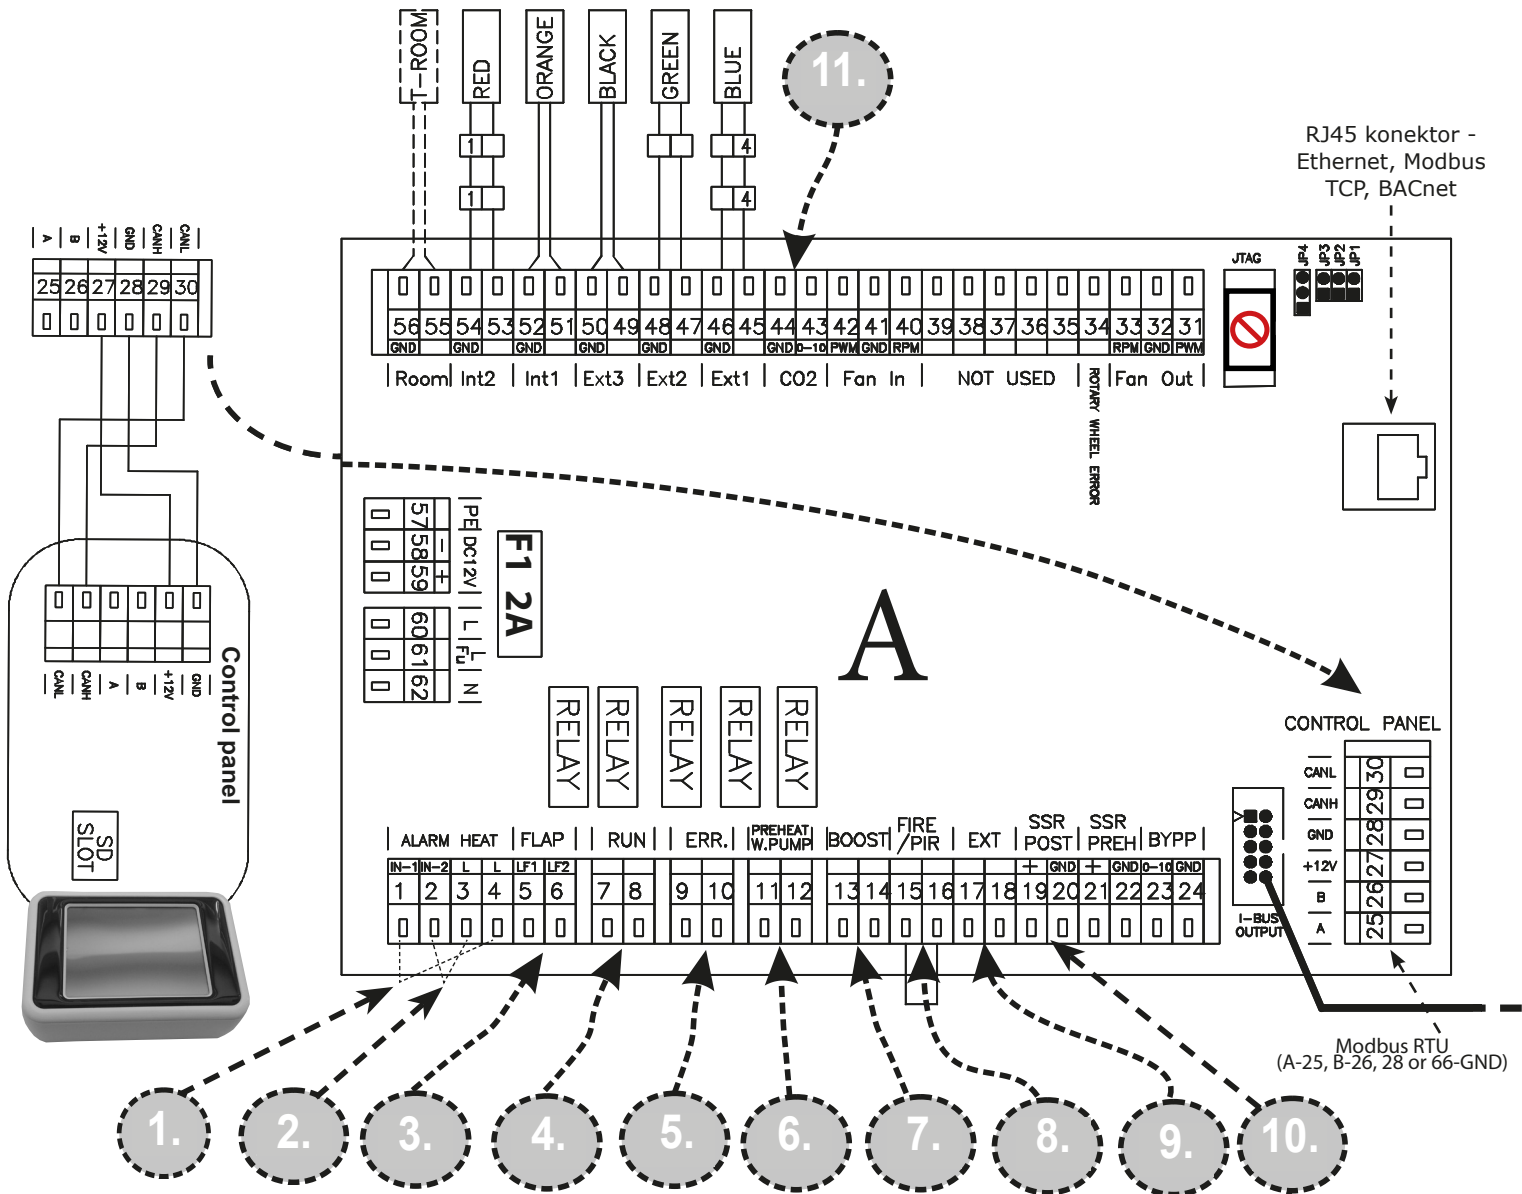 T-ROOM
RED
ORANGE
BLACK
GREEN
BLUE
11.
1
4
1
4
RJ45 konektor -
Ethernet, Modbus
TCP, BACnet
A B +12V GND CANH CANL
25 26 27 28 29 30
JTAG
JP4 JP3 JP2 JP1
56 55 54 53 52 51 50 49 48 47 46 45 44 43 42 41 40 39 38 37 36 35 34 33 32 31
GND GND GND GND GND GND GND 0-10 PWM GND RPM RPM GND PWM
Room Int2 Int1 Ext3 Ext2 Ext1 CO2 Fan In NOT USED Fan Out
ROTARY WHEEL ERROR
57 PE
58 -
59 +
DC12V
60 L
61 L
Fu
62 N
F1 2A
A
Control panel
CANL CANH A B +12V GND
SD
SLOT
RELAY
RELAY
RELAY
RELAY
RELAY
CONTROL PANEL
CANL 30
CANH 29
GND 28
+12V 27
B 26
A 25
I-BUS
OUTPUT
ALARM HEAT FLAP RUN ERR. PREHEAT
W.PUMP BOOST FIRE
/PIR EXT SSR
POST SSR
PREH BYPP
IN-1 IN-2 L L LF1 LF2 + GND + GND 0-10 GND
1 2 3 4 5 6 7 8 9 10 11 12 13 14 15 16 17 18 19 20 21 22 23 24
Modbus RTU
(A-25, B-26, 28 or 66-GND)
1. 2. 3. 4. 5. 6. 7. 8. 9. 10.